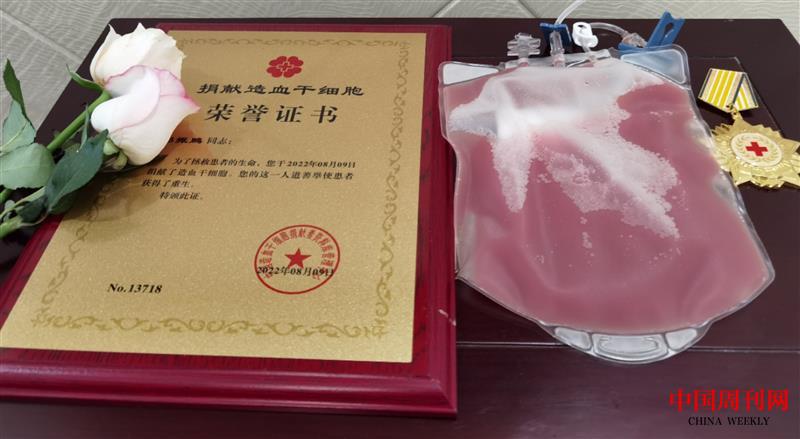 捐献造血干细胞
荣誉证书
同志：
为了拯救患者的生命，您于2022年08月09日
捐献了造血干细胞。您的这一人道善举使患者
获得了重生。
特颁此证。
2022年08月09日
No.13718
中国周刊网
CHINA WEEKLY